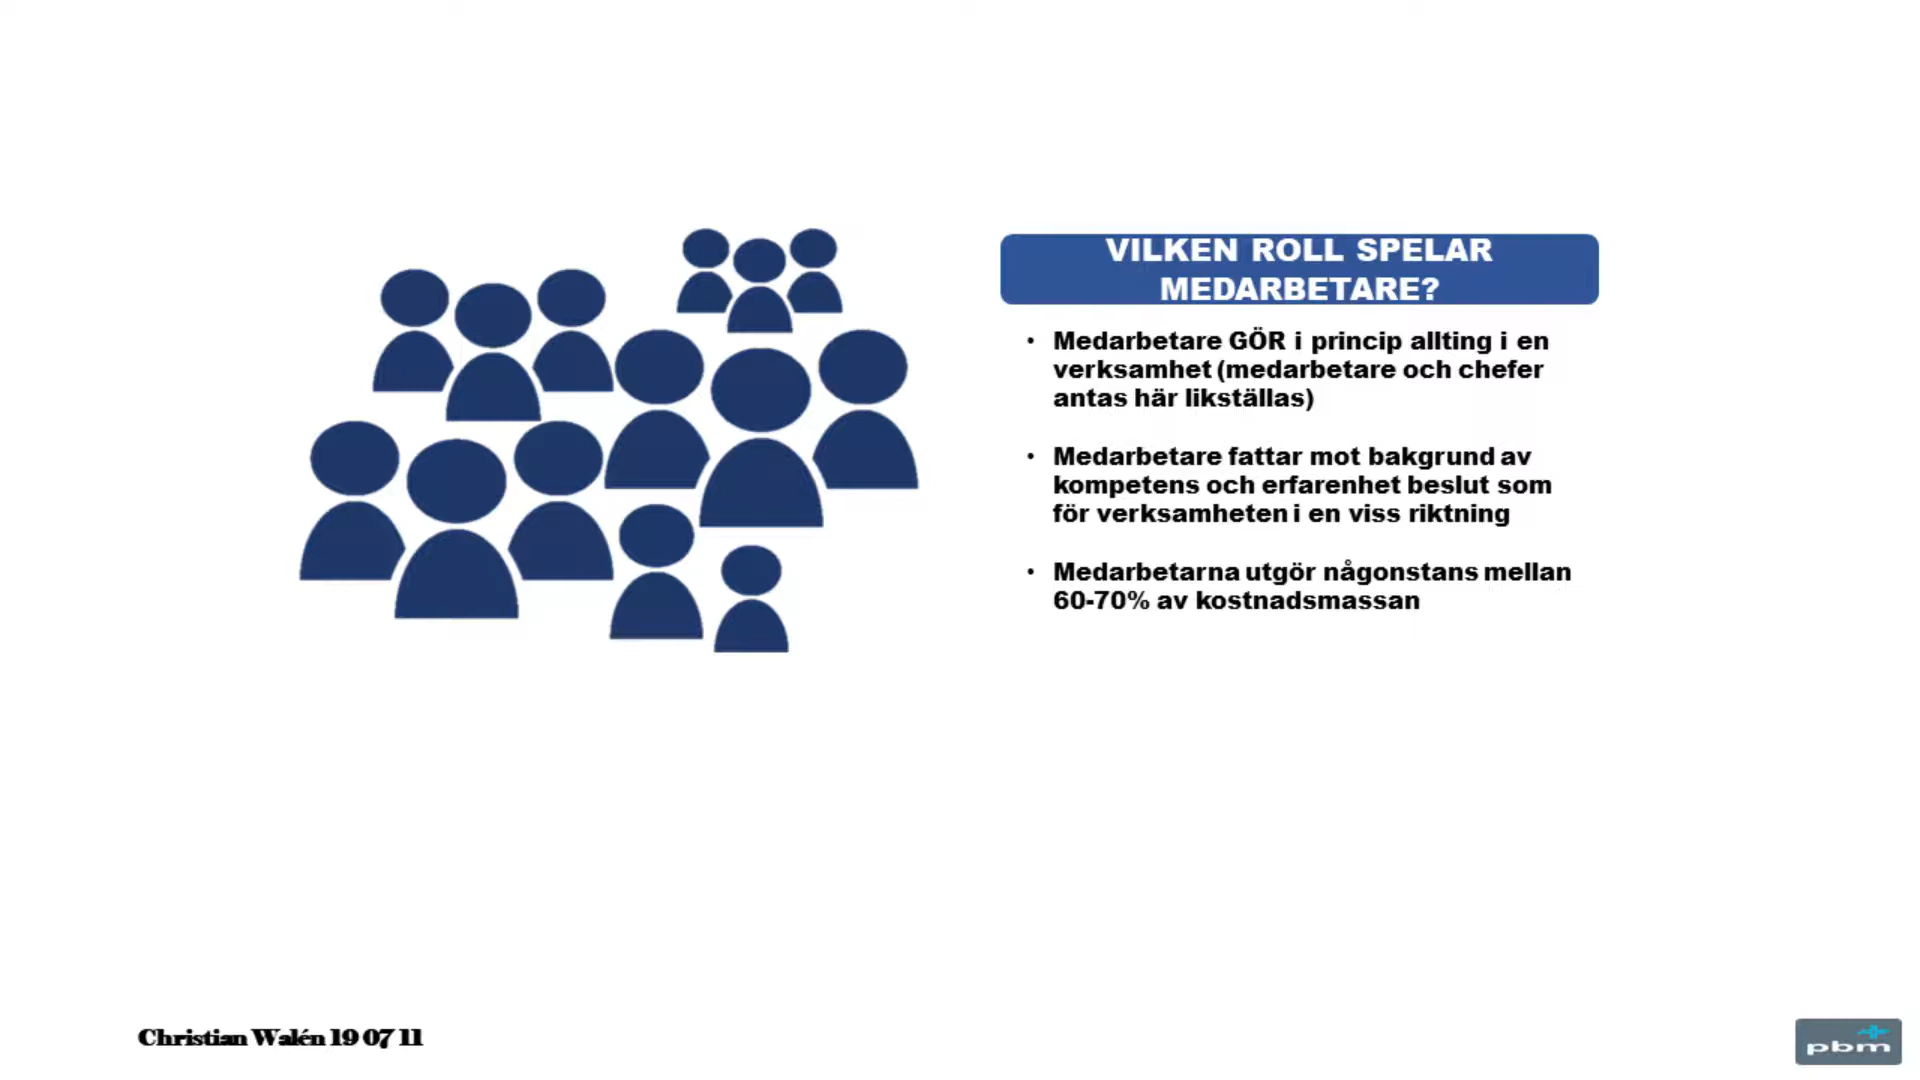 VILKEN ROLL SPELAR
MEDARBETARE?
• Medarbetare GÖR i princip allting i en
verksamhet (medarbetare och chefer
antas här likställas)
• Medarbetare fattar mot bakgrund av
kompetens och erfarenhet beslut som
för verksamheten i en viss riktning
• Medarbetarna utgör någonstans mellan
60-70% av kostnadsmassan
Christian Walén 19 07 11
pbm